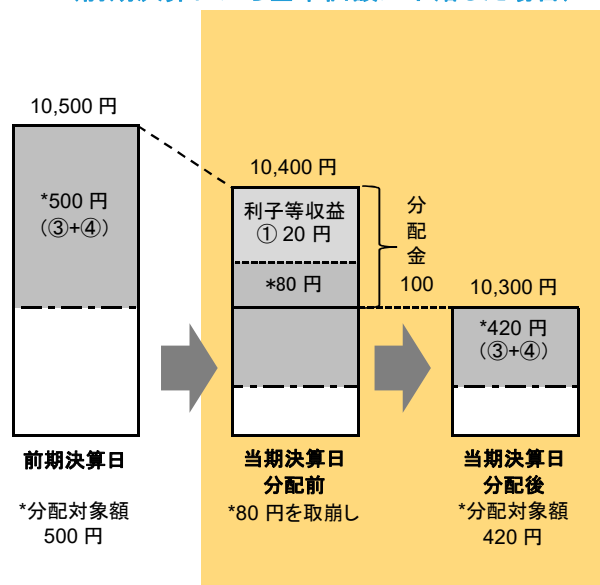 10,500 円
*500 円
(③+④)
前期決算日
*分配対象額
500 円
10,400 円
利子等収益
① 20 円
*80 円
分
配
金
100
当期決算日
分配前
*80 円を取崩し
10,300 円
*420 円
(③+④)
当期決算日
分配後
*分配対象額
420 円